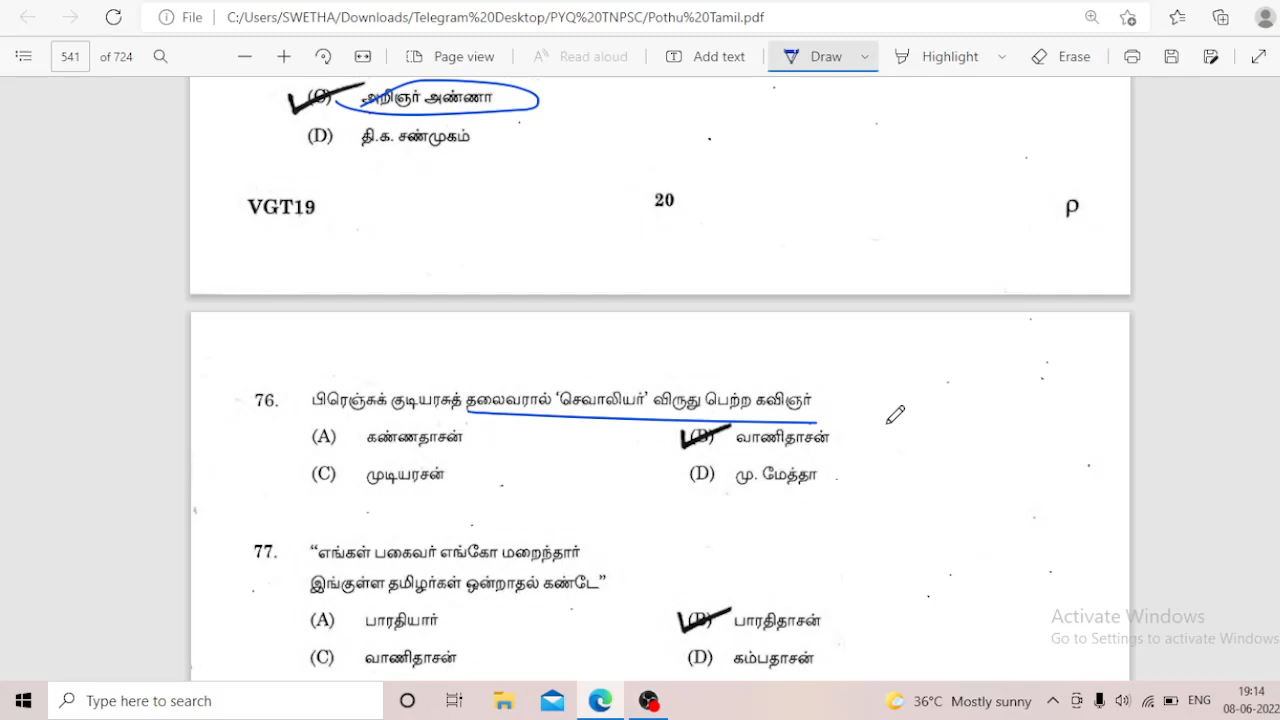 File C:/Users/SWETHA/Downloads/Telegram%20Desktop/PYQ%20TNPSC/Pothu%20Tamil.pdf
541 of 724 Page view Read aloud Add text Draw Highlight Erase
(C) அறிஞர் அண்ணா
(D) தி.க. சண்முகம்
VGT19 20 ρ
76. பிரெஞ்சுக் குடியரசுத் தலைவரால் ‘செவாலியர்’ விருது பெற்ற கவிஞர்
(A) கண்ணதாசன் (B) வாணிதாசன்
(C) முடியரசன் (D) மு. மேத்தா
77. “எங்கள் பகைவர் எங்கோ மறைந்தார்
இங்குள்ள தமிழர்கள் ஒன்றாதல் கண்டே”
(A) பாரதியார் (B) பாரதிதாசன்
(C) வாணிதாசன் (D) கம்பதாசன்
Activate Windows
Go to Settings to activate Windows
Type here to search 36°C Mostly sunny ENG 19:14
08-06-2022